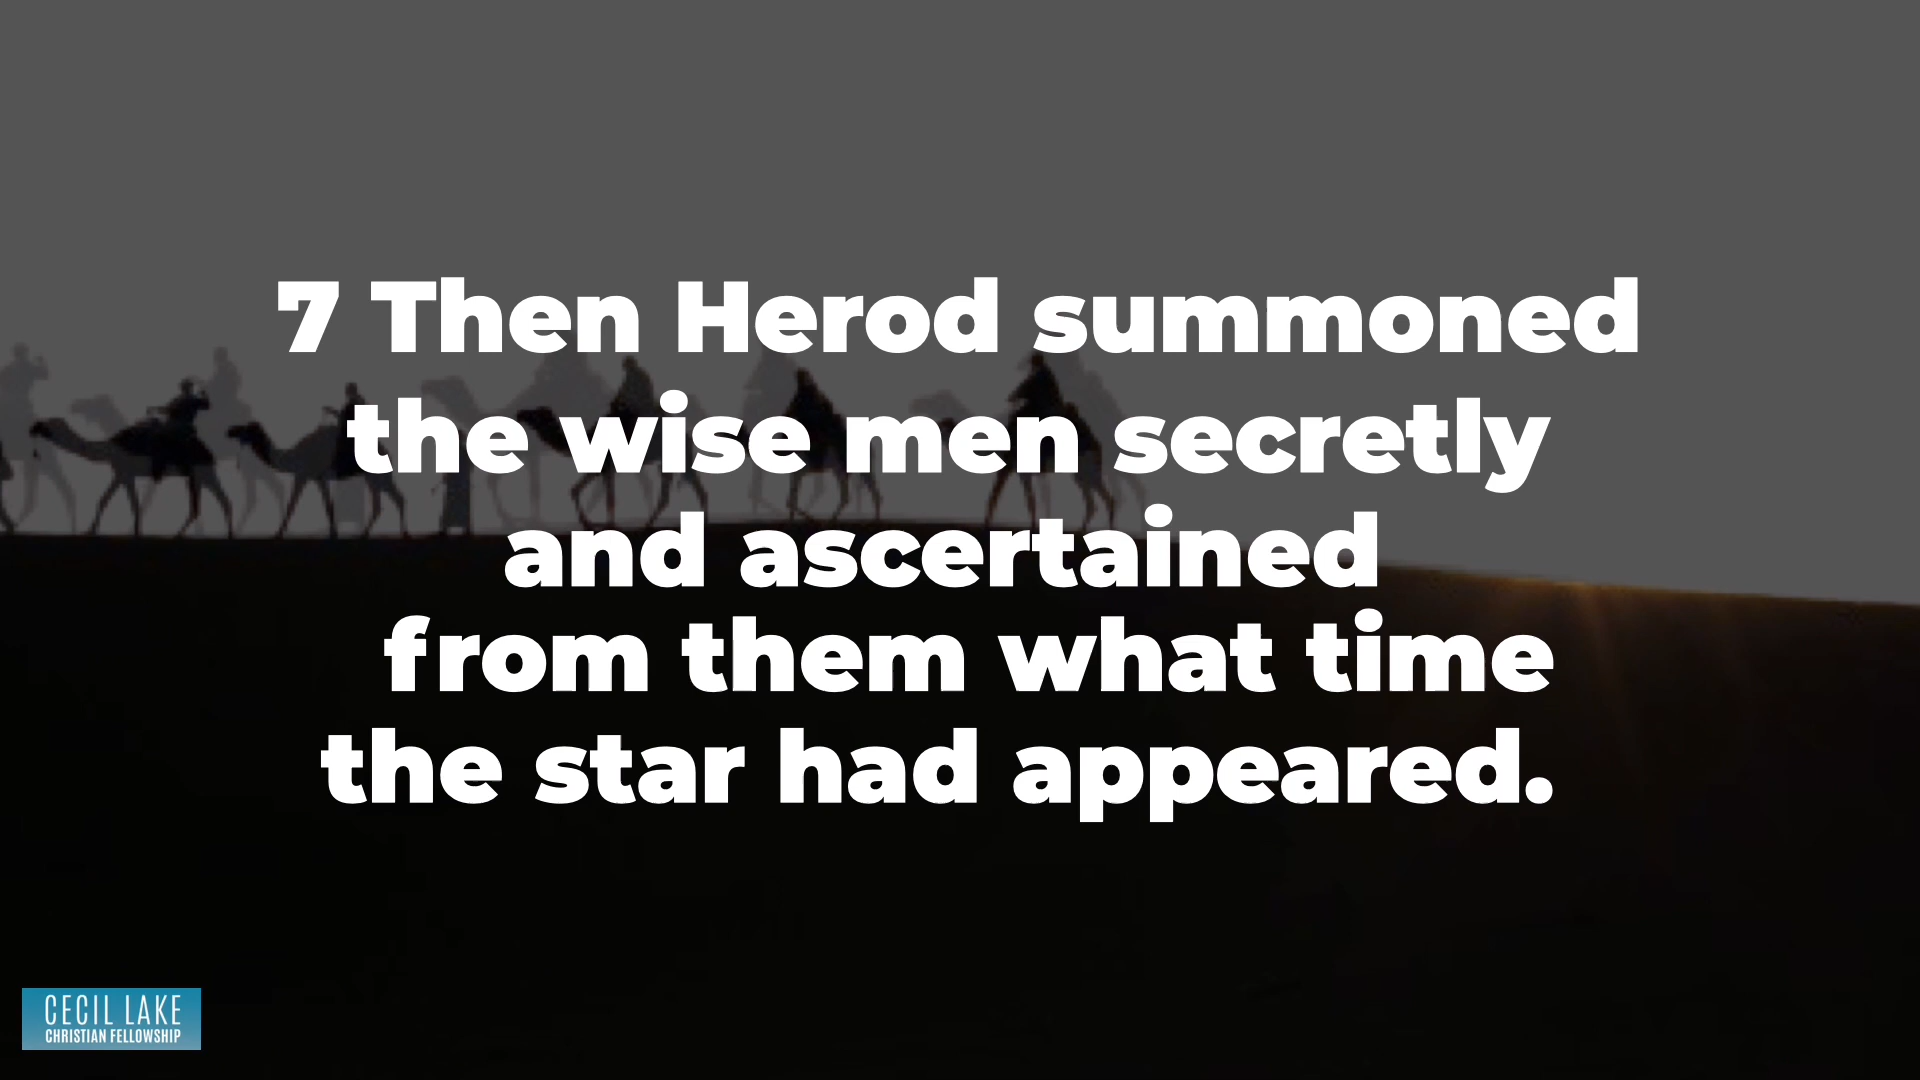 7 Then Herod summoned
the wise men secretly
and ascertained
from them what time
the star had appeared.
CECIL LAKE
CHRISTIAN FELLOWSHIP